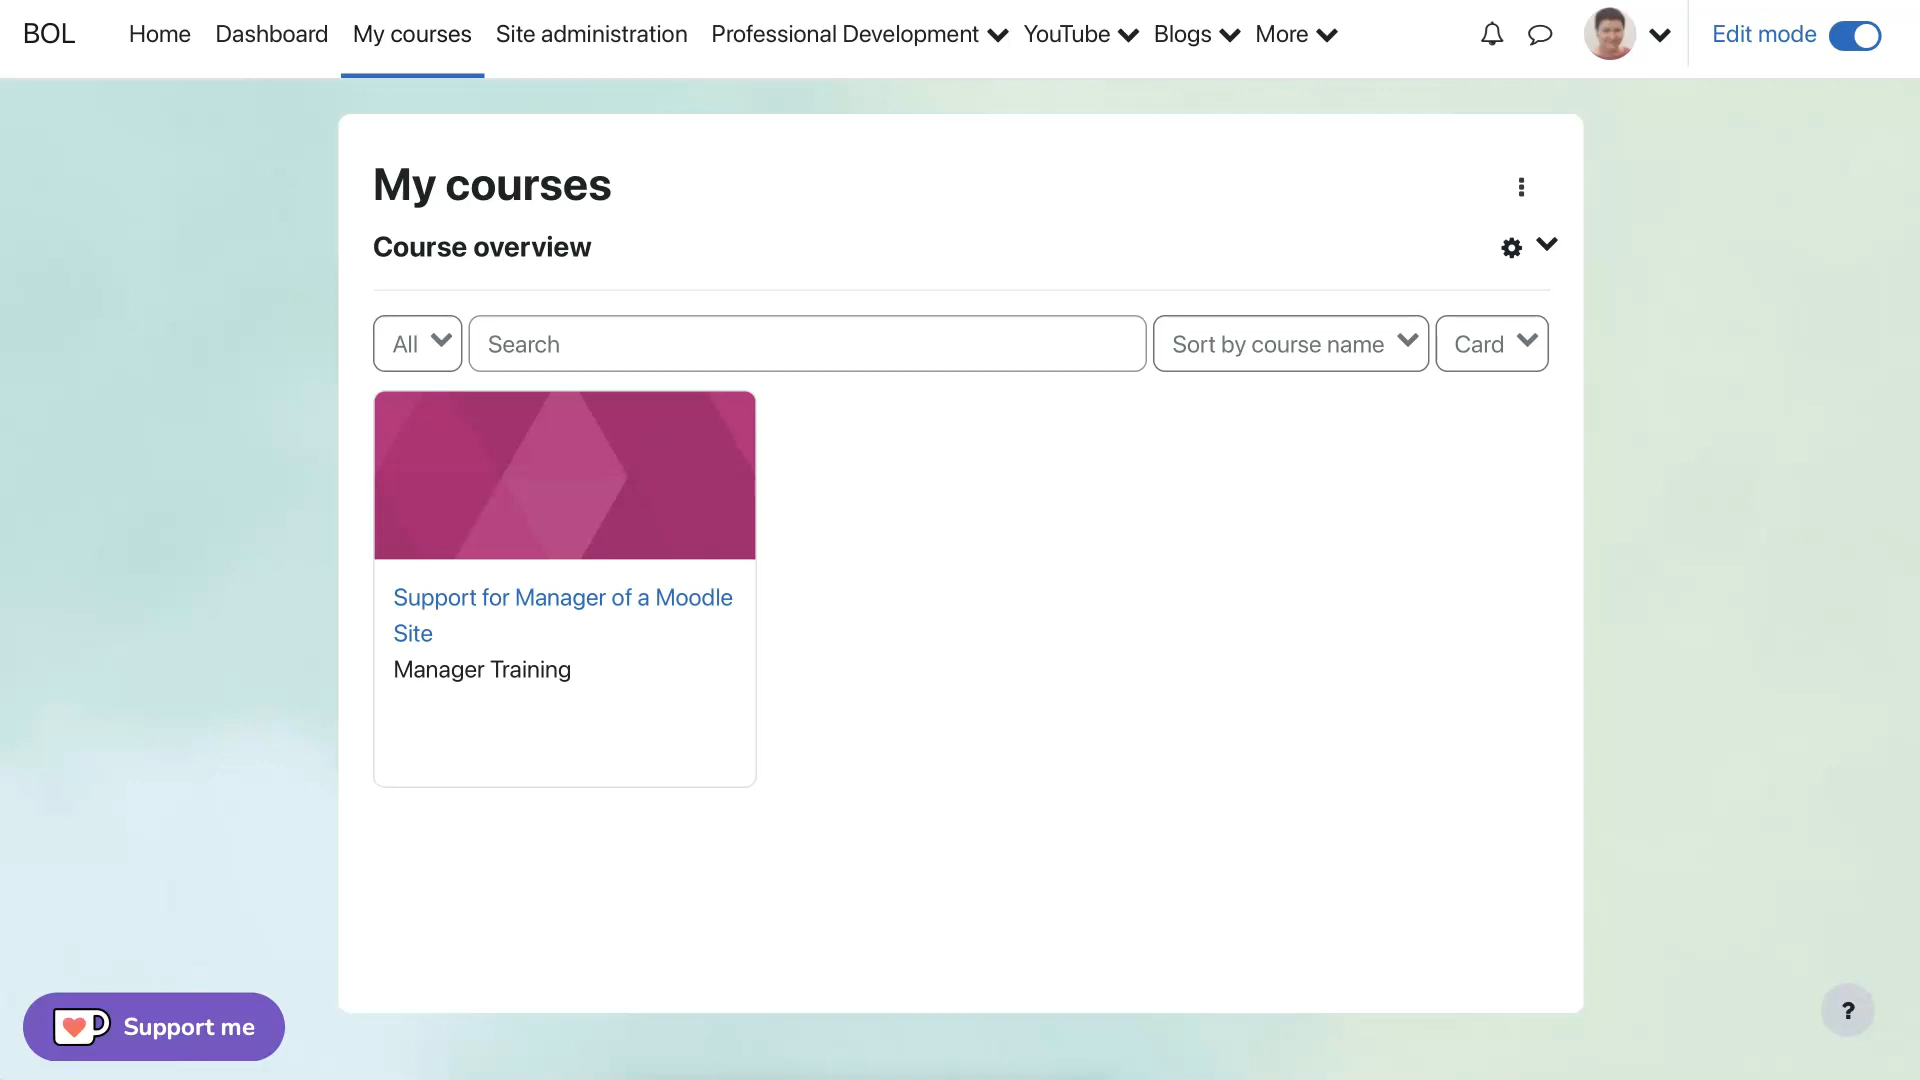 BOL
Home Dashboard My courses Site administration Professional Development YouTube Blogs More Edit mode
My courses
Course overview
All Search Sort by course name Card
Support for Manager of a Moodle
Site
Manager Training
Support me
?